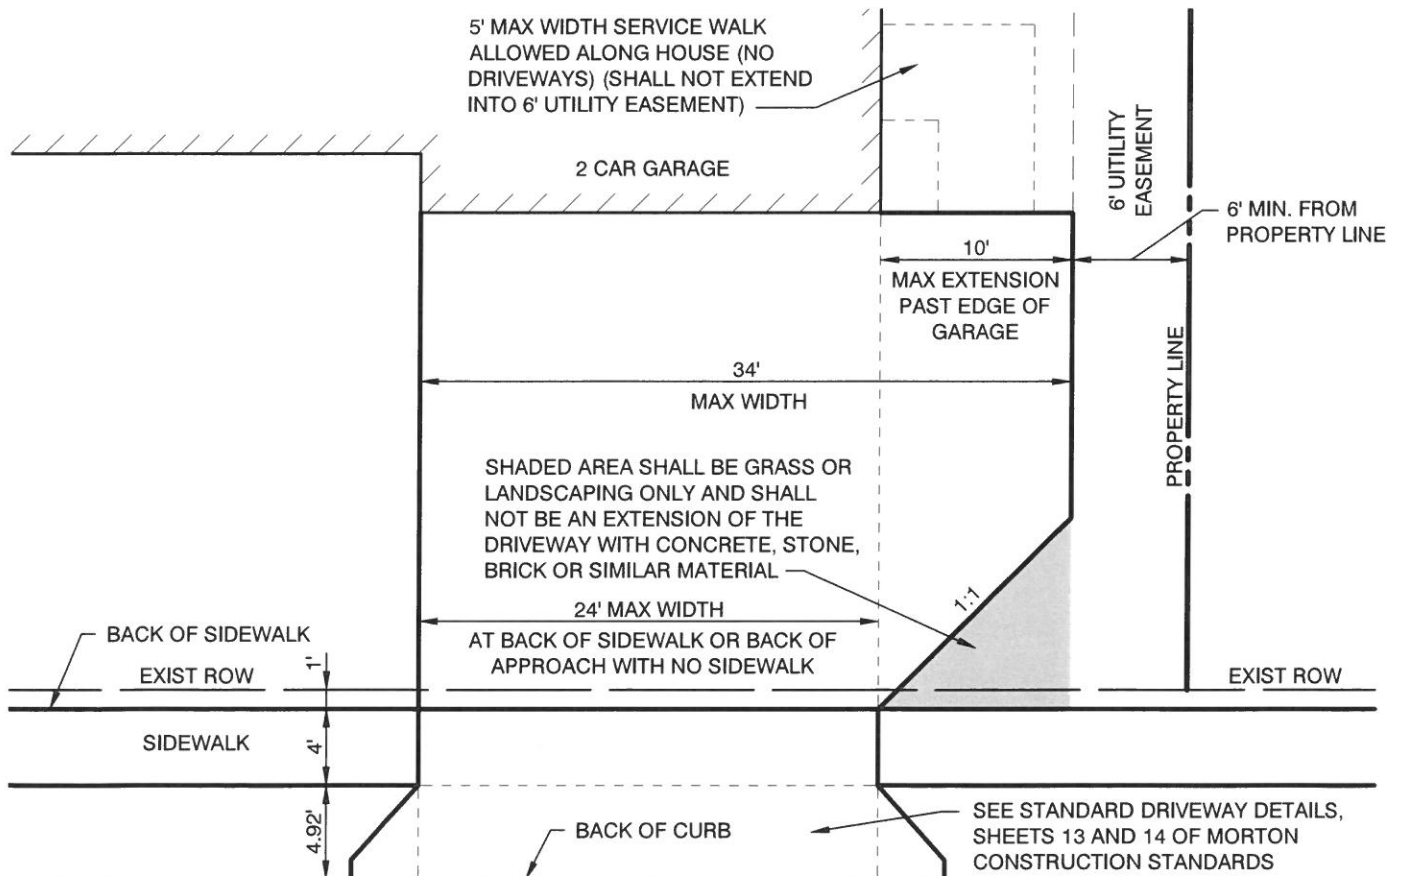 5' MAX WIDTH SERVICE WALK
ALLOWED ALONG HOUSE (NO
DRIVEWAYS) (SHALL NOT EXTEND
INTO 6' UTILITY EASEMENT)
2 CAR GARAGE
6' UITILITY
EASEMENT
6' MIN. FROM
PROPERTY LINE
10'
MAX EXTENSION
PAST EDGE OF
GARAGE
34'
MAX WIDTH
PROPERTY LINE
SHADED AREA SHALL BE GRASS OR
LANDSCAPING ONLY AND SHALL
NOT BE AN EXTENSION OF THE
DRIVEWAY WITH CONCRETE, STONE,
BRICK OR SIMILAR MATERIAL
1:1
24' MAX WIDTH
AT BACK OF SIDEWALK OR BACK OF
APPROACH WITH NO SIDEWALK
BACK OF SIDEWALK
EXIST ROW
1'
EXIST ROW
SIDEWALK
4'
4.92'
BACK OF CURB
SEE STANDARD DRIVEWAY DETAILS,
SHEETS 13 AND 14 OF MORTON
CONSTRUCTION STANDARDS